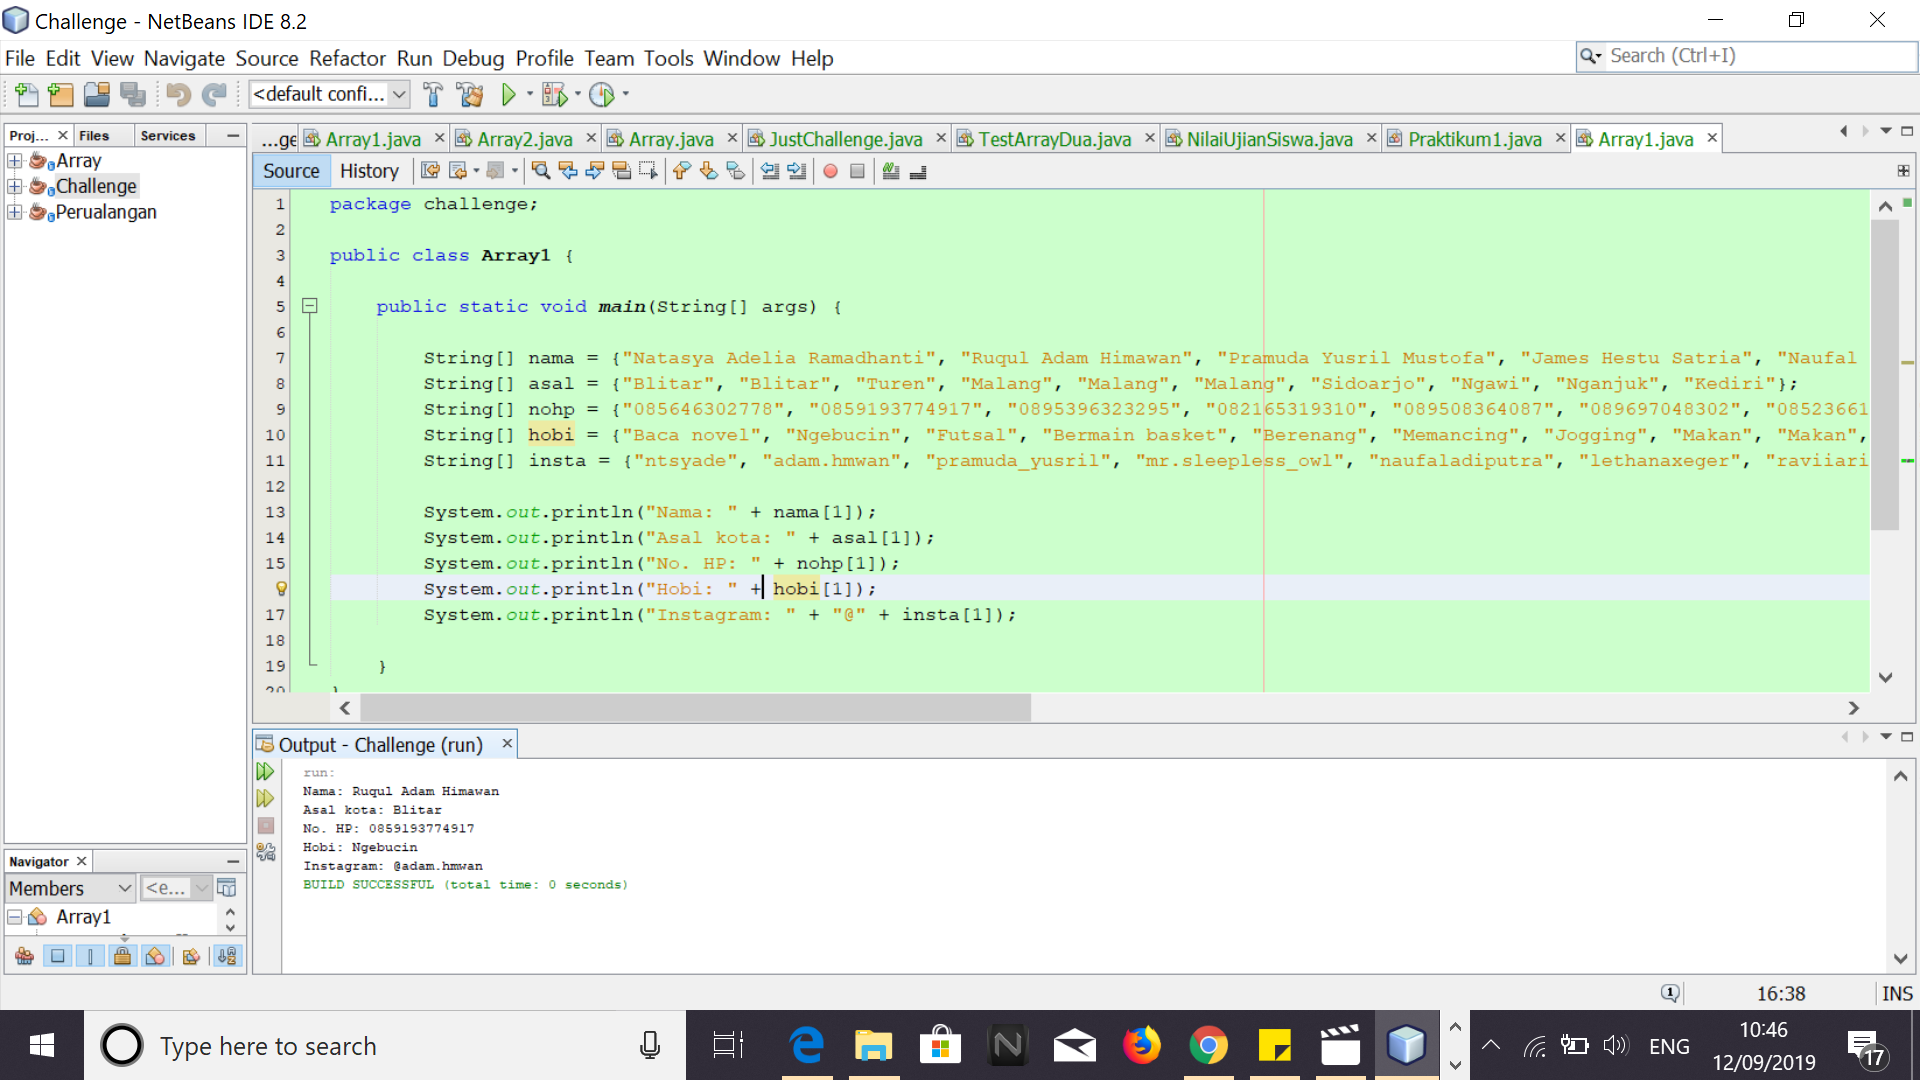 Challenge - NetBeans IDE 8.2
File Edit View Navigate Source Refactor Run Debug Profile Team Tools Window Help
Search (Ctrl+I)
<default confi...
Proj... Files Services
...ge Array1.java Array2.java Array.java JustChallenge.java TestArrayDua.java NilaiUjianSiswa.java Praktikum1.java Array1.java
Array
Challenge
Perualangan
Source History
1 package challenge;
2
3 public class Array1 {
4
5 public static void main(String[] args) {
6
7 String[] nama = {"Natasya Adelia Ramadhanti", "Ruqul Adam Himawan", "Pramuda Yusril Mustofa", "James Hestu Satria", "Naufal
8 String[] asal = {"Blitar", "Blitar", "Turen", "Malang", "Malang", "Malang", "Sidoarjo", "Ngawi", "Nganjuk", "Kediri"};
9 String[] nohp = {"085646302778", "0859193774917", "0895396323295", "082165319310", "089508364087", "089697048302", "08523661
10 String[] hobi = {"Baca novel", "Ngebucin", "Futsal", "Bermain basket", "Berenang", "Memancing", "Jogging", "Makan", "Makan",
11 String[] insta = {"ntsyade", "adam.hmwan", "pramuda_yusril", "mr.sleepless_owl", "naufaladiputra", "lethanaxeger", "raviiari
12
13 System.out.println("Nama: " + nama[1]);
14 System.out.println("Asal kota: " + asal[1]);
15 System.out.println("No. HP: " + nohp[1]);
System.out.println("Hobi: " + hobi[1]);
17 System.out.println("Instagram: " + "@" + insta[1]);
18
19 }
20 }
Output - Challenge (run)
run:
Nama: Ruqul Adam Himawan
Asal kota: Blitar
No. HP: 0859193774917
Hobi: Ngebucin
Instagram: @adam.hmwan
BUILD SUCCESSFUL (total time: 0 seconds)
Navigator
Members <e...
Array1
1 16:38 INS
Type here to search
ENG
10:46
12/09/2019
17